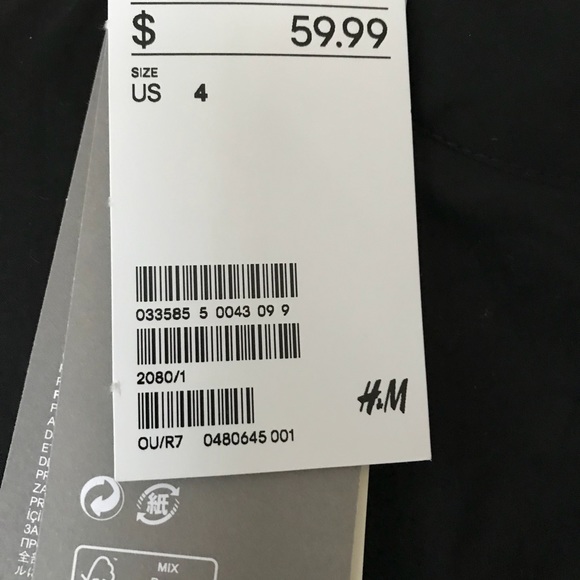 $ 59.99
SIZE
US 4
033585 5 0043 09 9
2080/1
OU/R7 0480645 001
H&M
紙
MIX